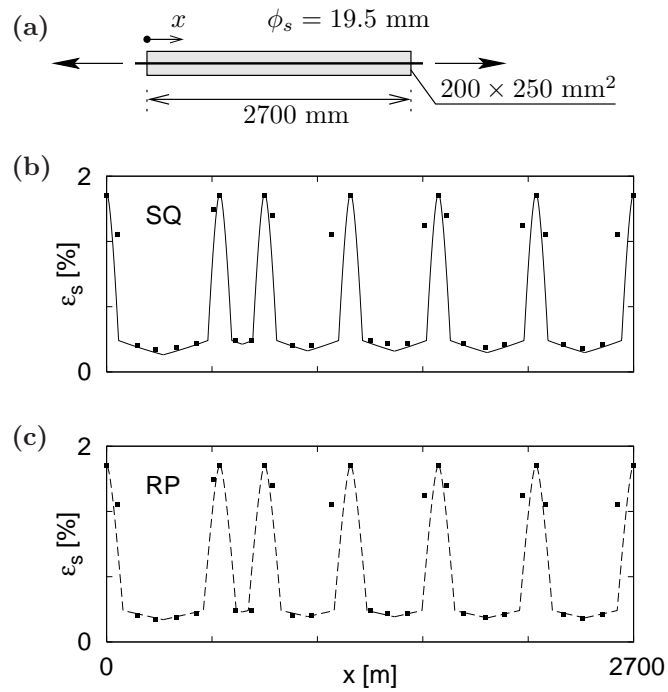 (a)
x
ϕₛ = 19.5 mm
200 × 250 mm²
2700 mm
(b)
2
SQ
εₛ [%]
0
(c)
2
RP
εₛ [%]
0
0
2700
x [m]